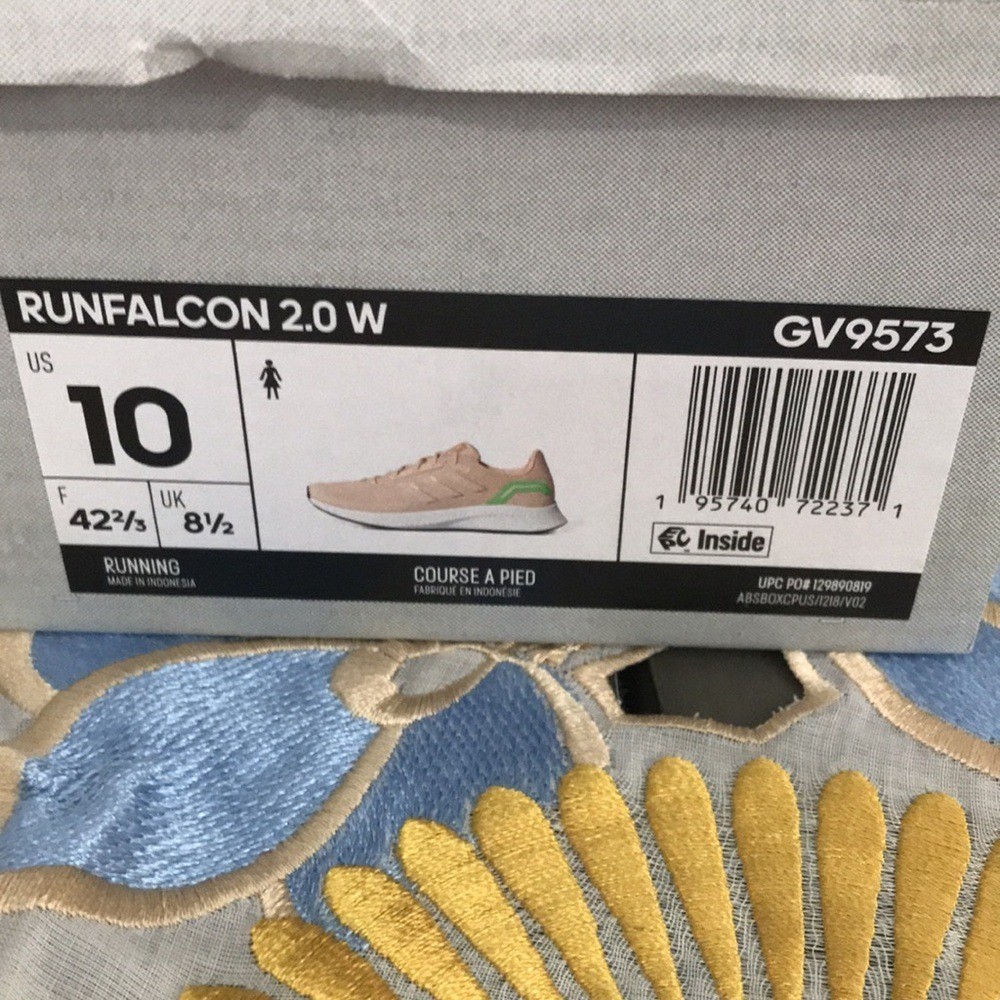 RUNFALCON 2.0 W
GV9573
US
10
F
42⅔
UK
8½
1 95740 72237 1
Inside
RUNNING
MADE IN INDONESIA
COURSE A PIED
FABRIQUÉ EN INDONÉSIE
UPC PO# 129890819
ABSBOXCPUS/1218/V02